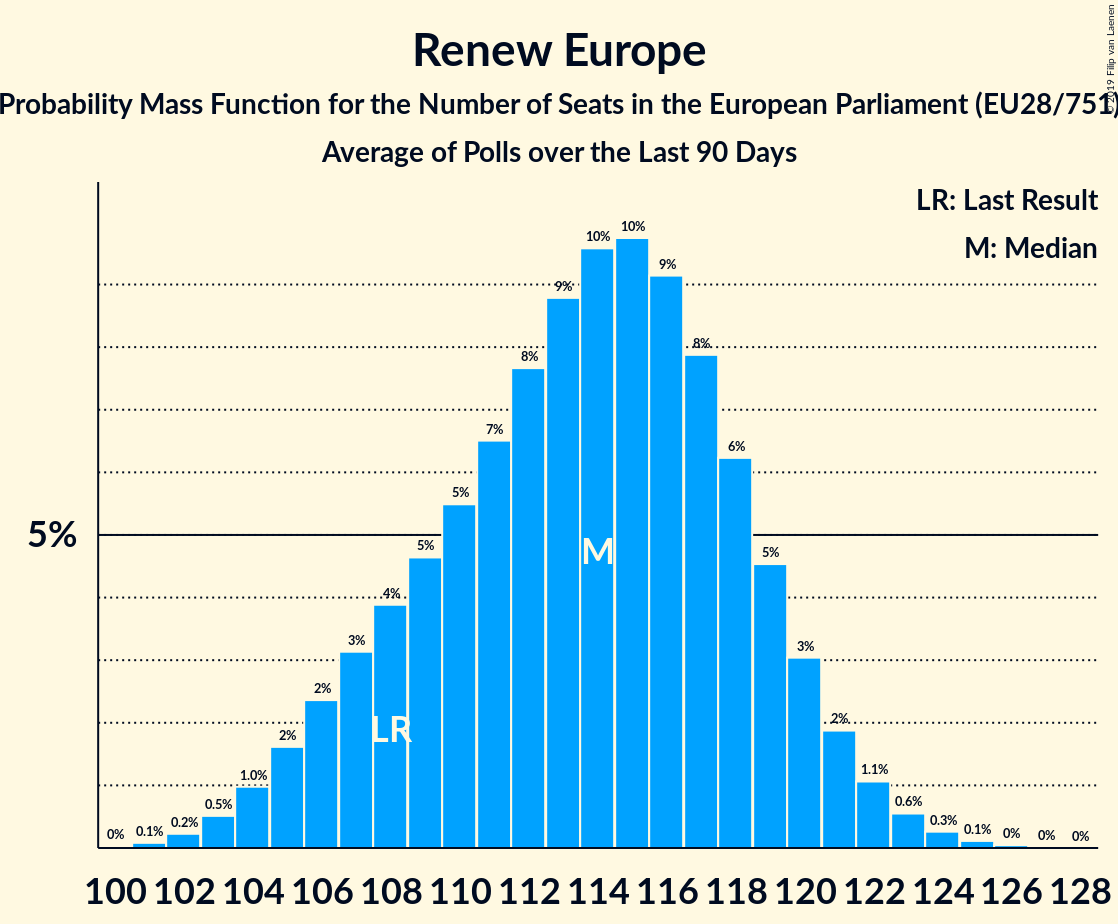 Renew Europe
Probability Mass Function for the Number of Seats in the European Parliament (EU28/751)
Average of Polls over the Last 90 Days
© 2019 Filip van Laenen
LR: Last Result
M: Median
5%
0% 0.1% 0.2% 0.5% 1.0% 2% 2% 3% 4% 5% 5% 7% 8% 9% 10% 10% 9% 8% 6% 5% 3% 2% 1.1% 0.6% 0.3% 0.1% 0% 0% 0%
M
LR
100 102 104 106 108 110 112 114 116 118 120 122 124 126 128